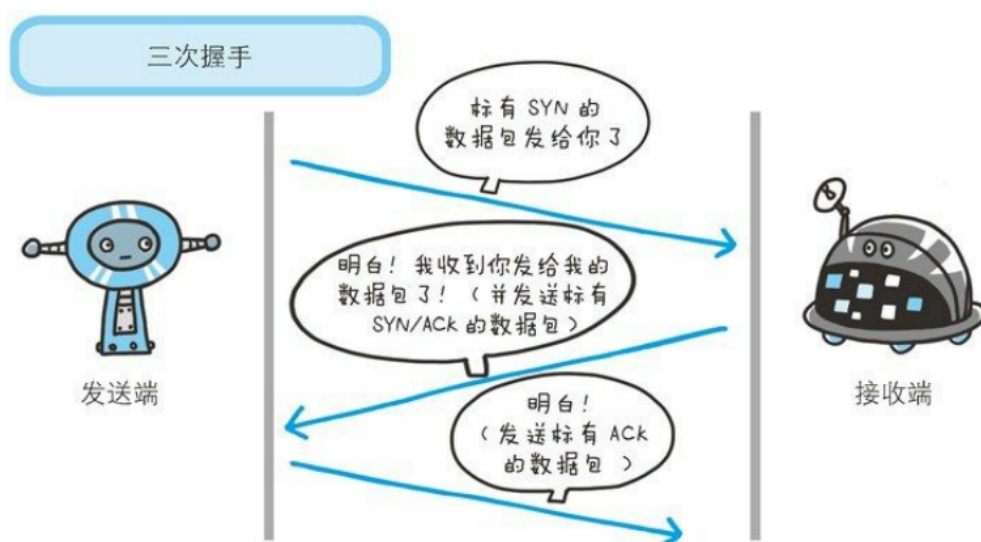 三次握手
标有 SYN 的
数据包发给你了
明白！我收到你发给我的
数据包了！（并发送标有
SYN/ACK 的数据包）
发送端
接收端
明白！
（发送标有 ACK
的数据包）